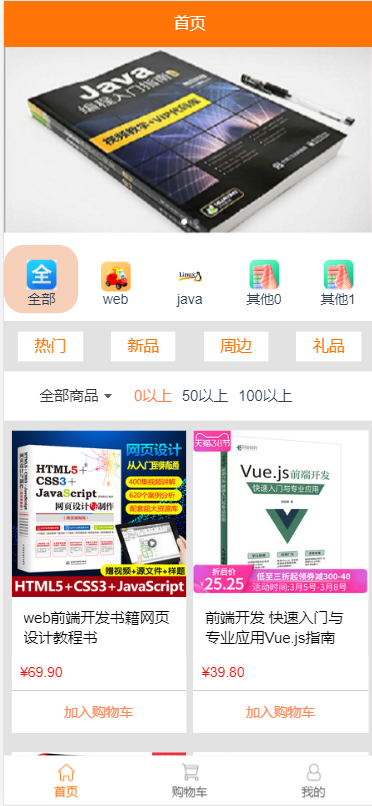 首页
Java
编程入门指南
视频教学+VIP代码库
全
Linux
全部
web
java
其他0
其他1
热门
新品
周边
礼品
全部商品
0以上
50以上
100以上
网页设计
从入门到精通
400集视频讲解
620个案例分析
配套超大资源库
HTML5+
CSS3+
JavaScript
网页设计与制作
赠视频+源文件+样题
HTML5+CSS3+JavaScript
天猫38节
Vue.js 前端开发
快速入门与专业应用
折后价
¥25.25
低至三折起领券减300-40
活动时间:3月5号-3月8号
web前端开发书籍网页
设计教程书
前端开发 快速入门与
专业应用Vue.js指南
¥69.90
¥39.80
加入购物车
加入购物车
首页
购物车
我的